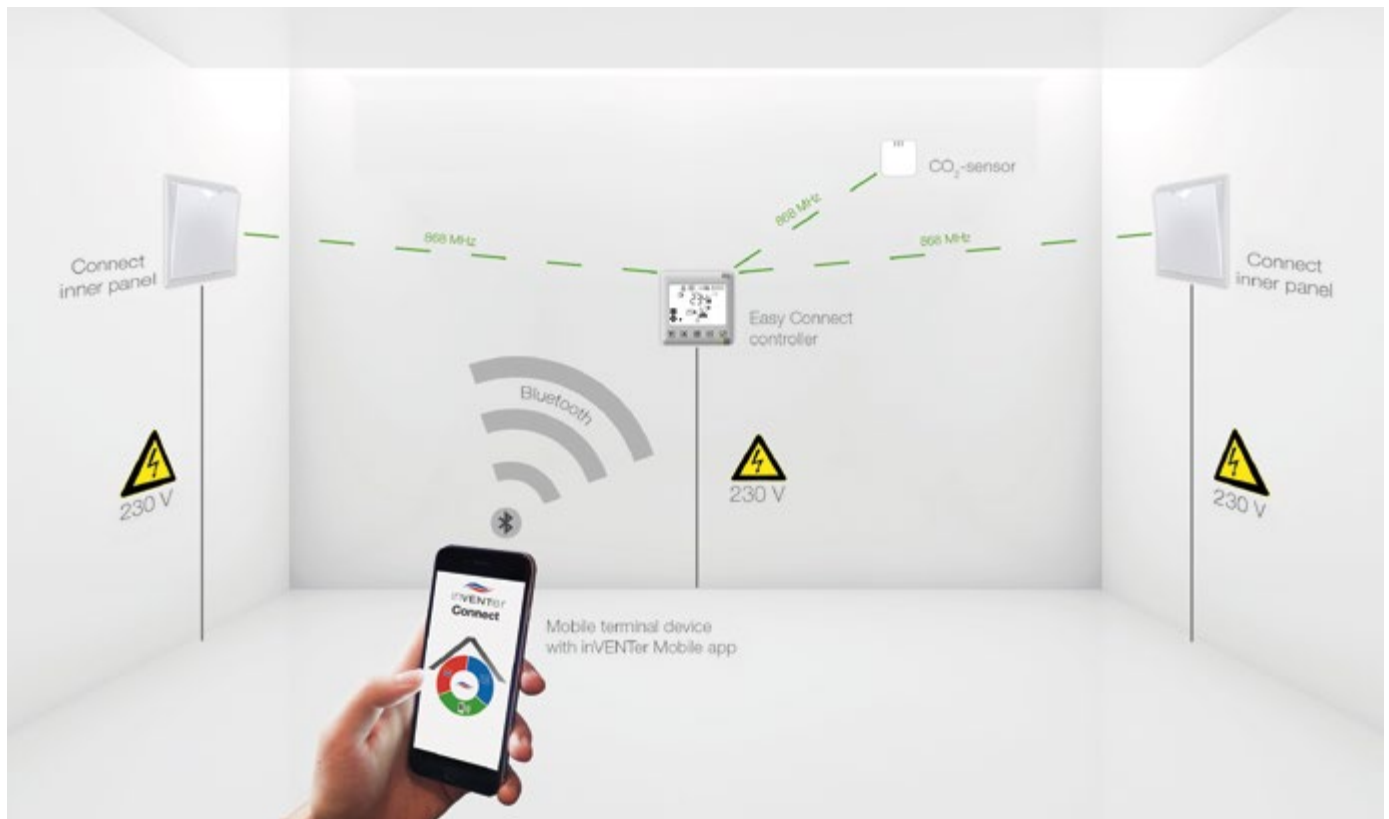 CO₂-sensor
868 MHz
868 MHz
868 MHz
Connect
inner panel
Connect
inner panel
Easy Connect
controller
Bluetooth
230 V
230 V
230 V
inVENTer
Connect
Mobile terminal device
with inVENTer Mobile app